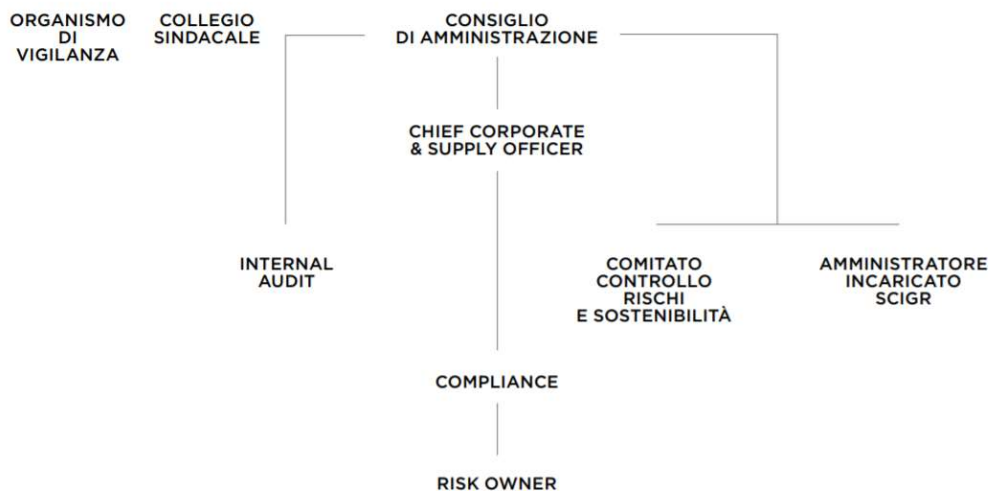 ORGANISMO
DI
VIGILANZA
COLLEGIO
SINDACALE
CONSIGLIO
DI AMMINISTRAZIONE
CHIEF CORPORATE
& SUPPLY OFFICER
INTERNAL
AUDIT
COMITATO
CONTROLLO
RISCHI
E SOSTENIBILITÀ
AMMINISTRATORE
INCARICATO
SCIGR
COMPLIANCE
RISK OWNER